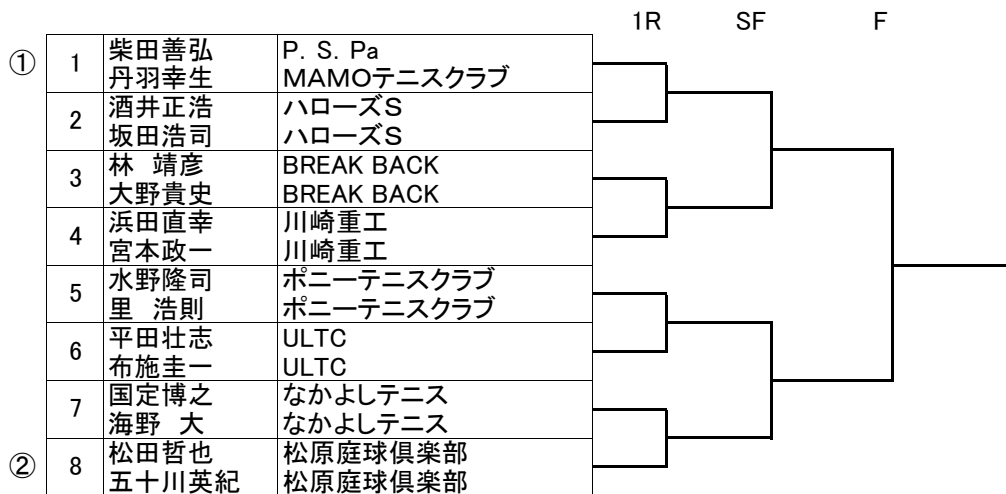 1R SF F
① 1 柴田善弘 P. S. Pa
丹羽幸生 MAMOテニスクラブ
2 酒井正浩 ハローズS
坂田浩司 ハローズS
3 林 靖彦 BREAK BACK
大野貴史 BREAK BACK
4 浜田直幸 川崎重工
宮本政一 川崎重工
5 水野隆司 ポニーテニスクラブ
里 浩則 ポニーテニスクラブ
6 平田壮志 ULTC
布施圭一 ULTC
7 国定博之 なかよしテニス
海野 大 なかよしテニス
② 8 松田哲也 松原庭球倶楽部
五十川英紀 松原庭球倶楽部